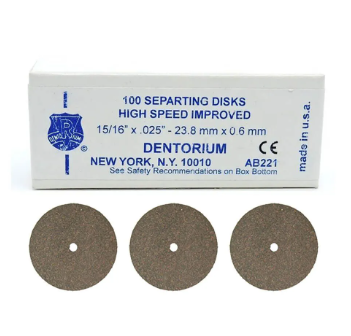 100 SEPARTING DISKS
HIGH SPEED IMPROVED
15/16" x .025" - 23.8 mm x 0.6 mm
DENTORIUM
NEW YORK, N.Y. 10010 AB221
See Safety Recommendations on Box Bottom
CE
made in u.s.a.